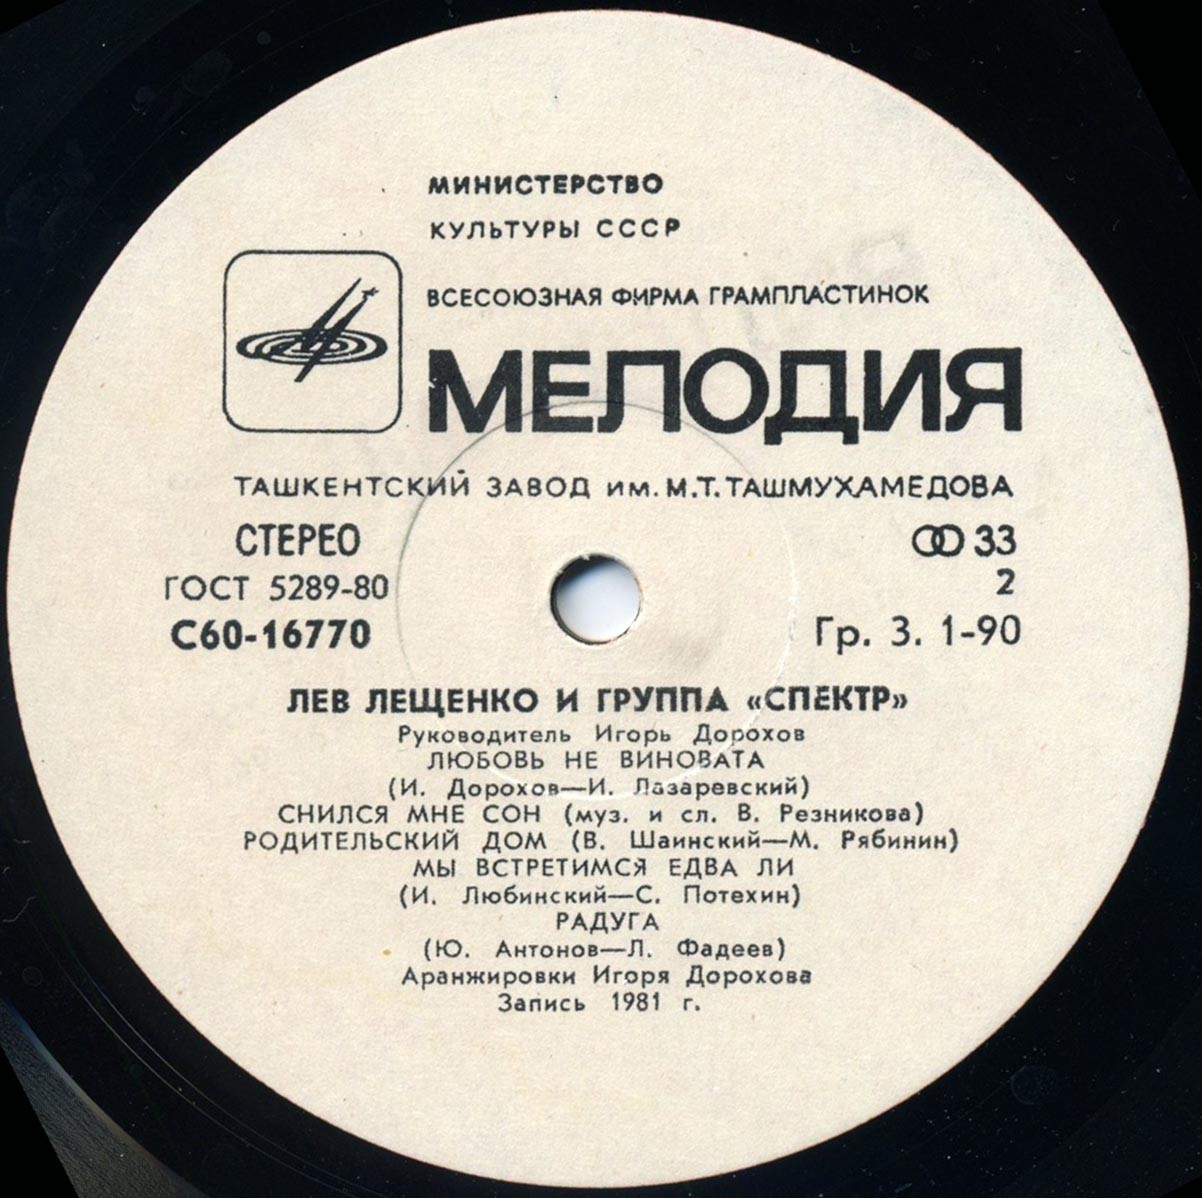 МИНИСТЕРСТВО
КУЛЬТУРЫ СССР
ВСЕСОЮЗНАЯ ФИРМА ГРАМПЛАСТИНОК
МЕЛОДИЯ
ТАШКЕНТСКИЙ ЗАВОД им. М.Т. ТАШМУХАМЕДОВА
СТЕРЕО 33
ГОСТ 5289-80 2
С60-16770 Гр. 3. 1-90
ЛЕВ ЛЕЩЕНКО И ГРУППА «СПЕКТР»
Руководитель Игорь Дорохов
ЛЮБОВЬ НЕ ВИНОВАТА
(И. Дорохов—И. Лазаревский)
СНИЛСЯ МНЕ СОН (муз. и сл. В. Резникова)
РОДИТЕЛЬСКИЙ ДОМ (В. Шаинский—М. Рябинин)
МЫ ВСТРЕТИМСЯ ЕДВА ЛИ
(И. Любинский—С. Потехин)
РАДУГА
(Ю. Антонов—Л. Фадеев)
Аранжировки Игоря Дорохова
Запись 1981 г.